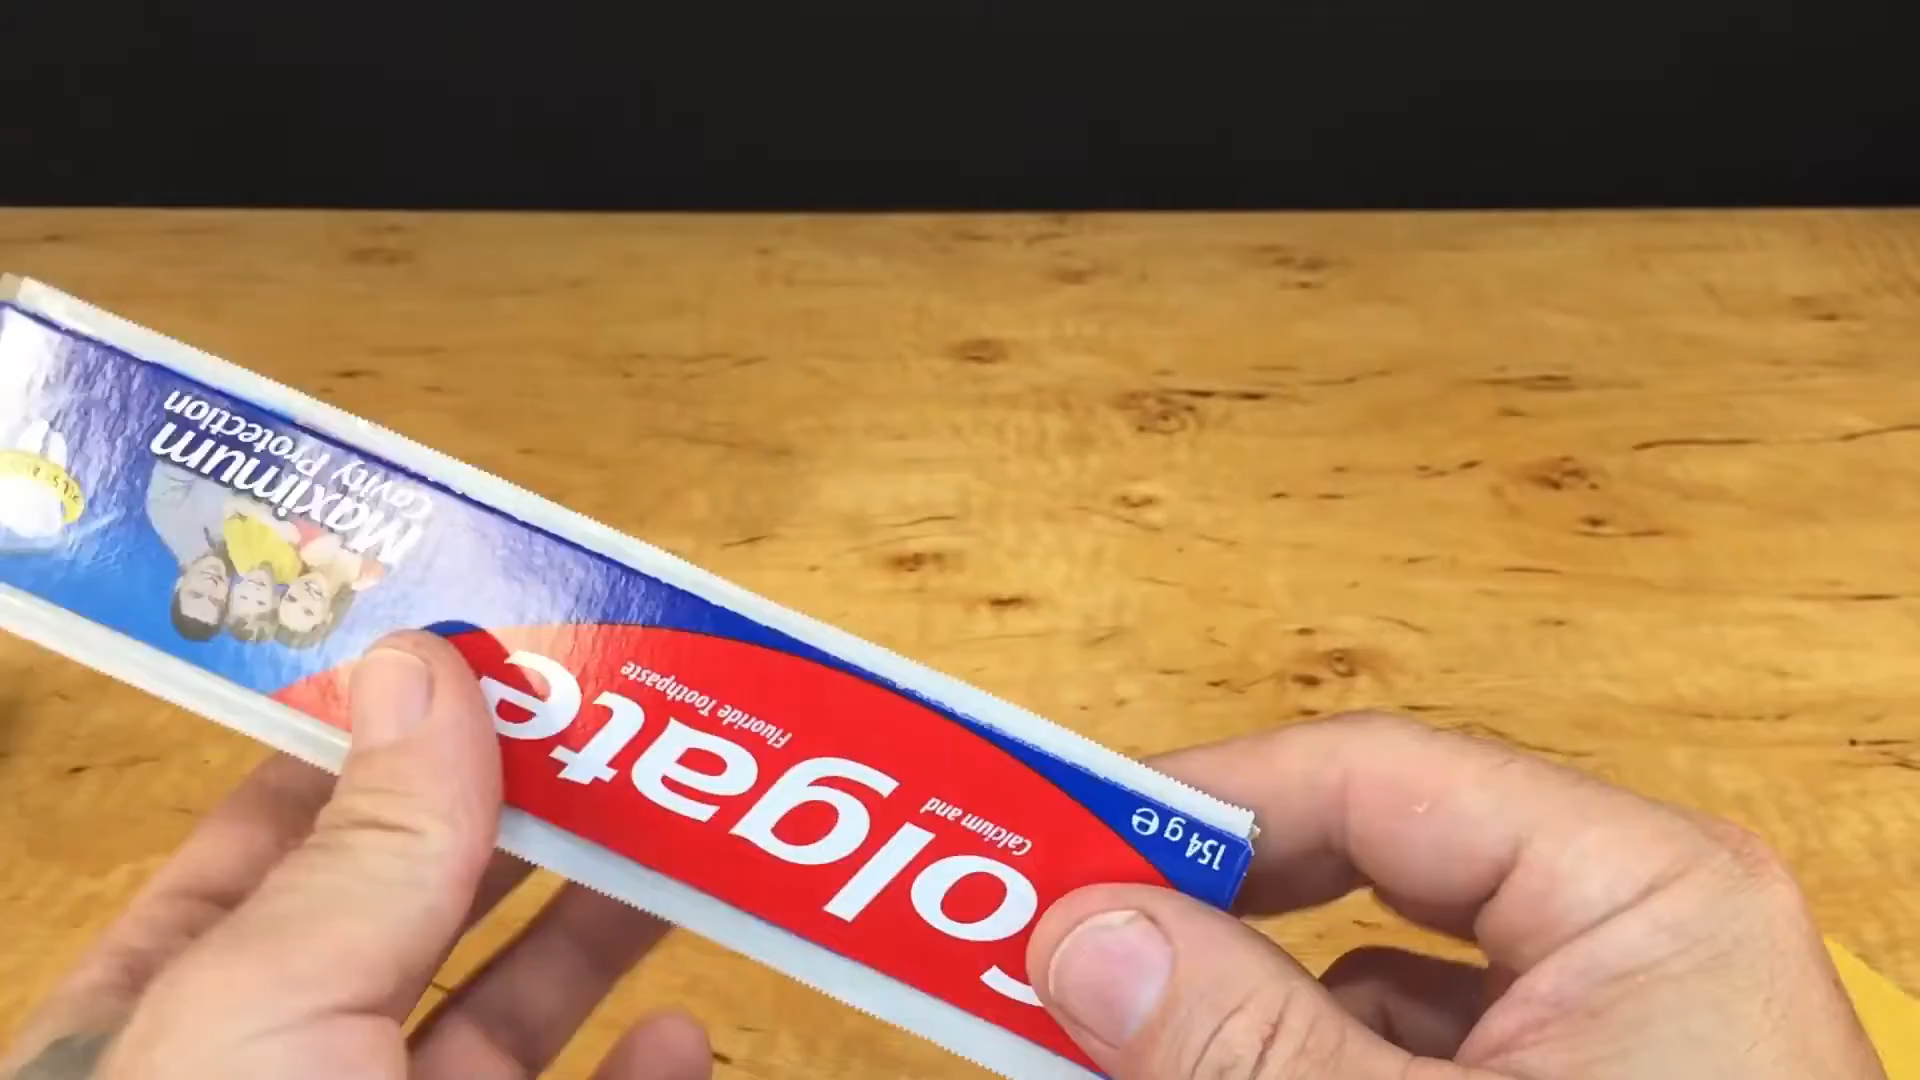 154 g e
Colgate
Calcium and Fluoride Toothpaste
Maximum
Cavity Protection